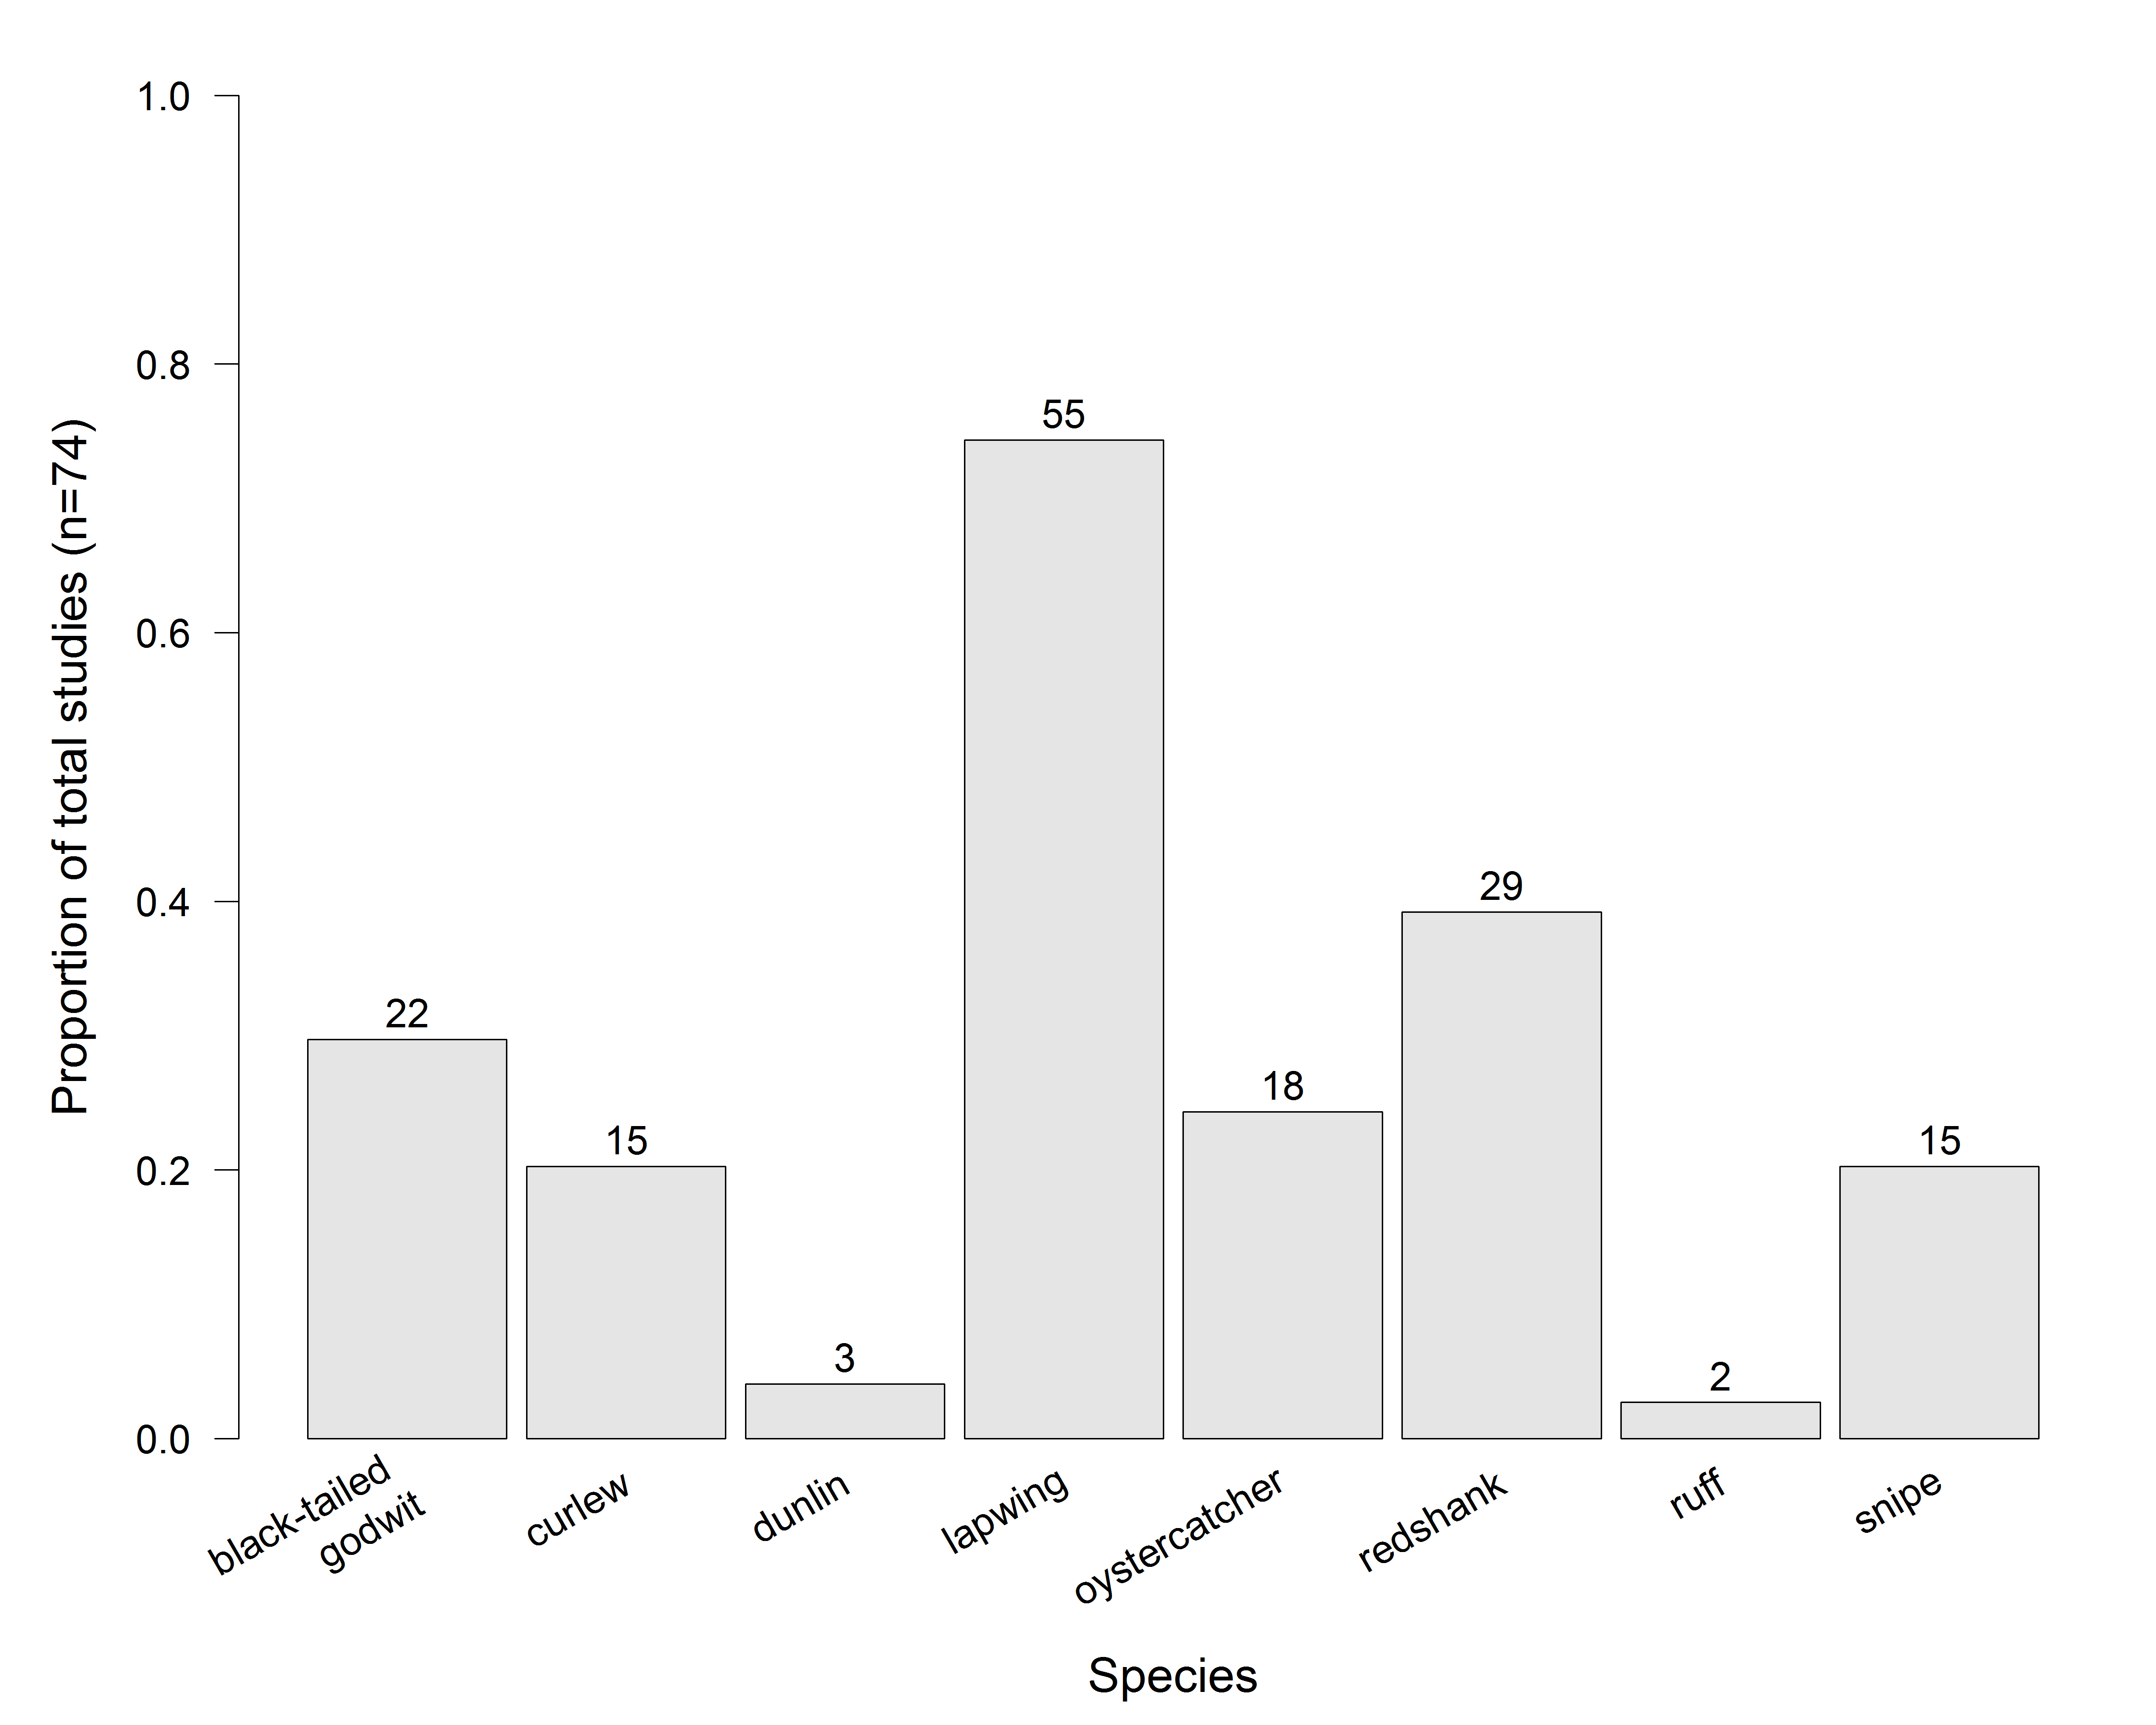 Proportion of total studies (n=74)
1.0
0.8
0.6
0.4
0.2
0.0
22
15
3
55
18
29
2
15
black-tailed
godwit
curlew
dunlin
lapwing
oystercatcher
redshank
ruff
snipe
Species